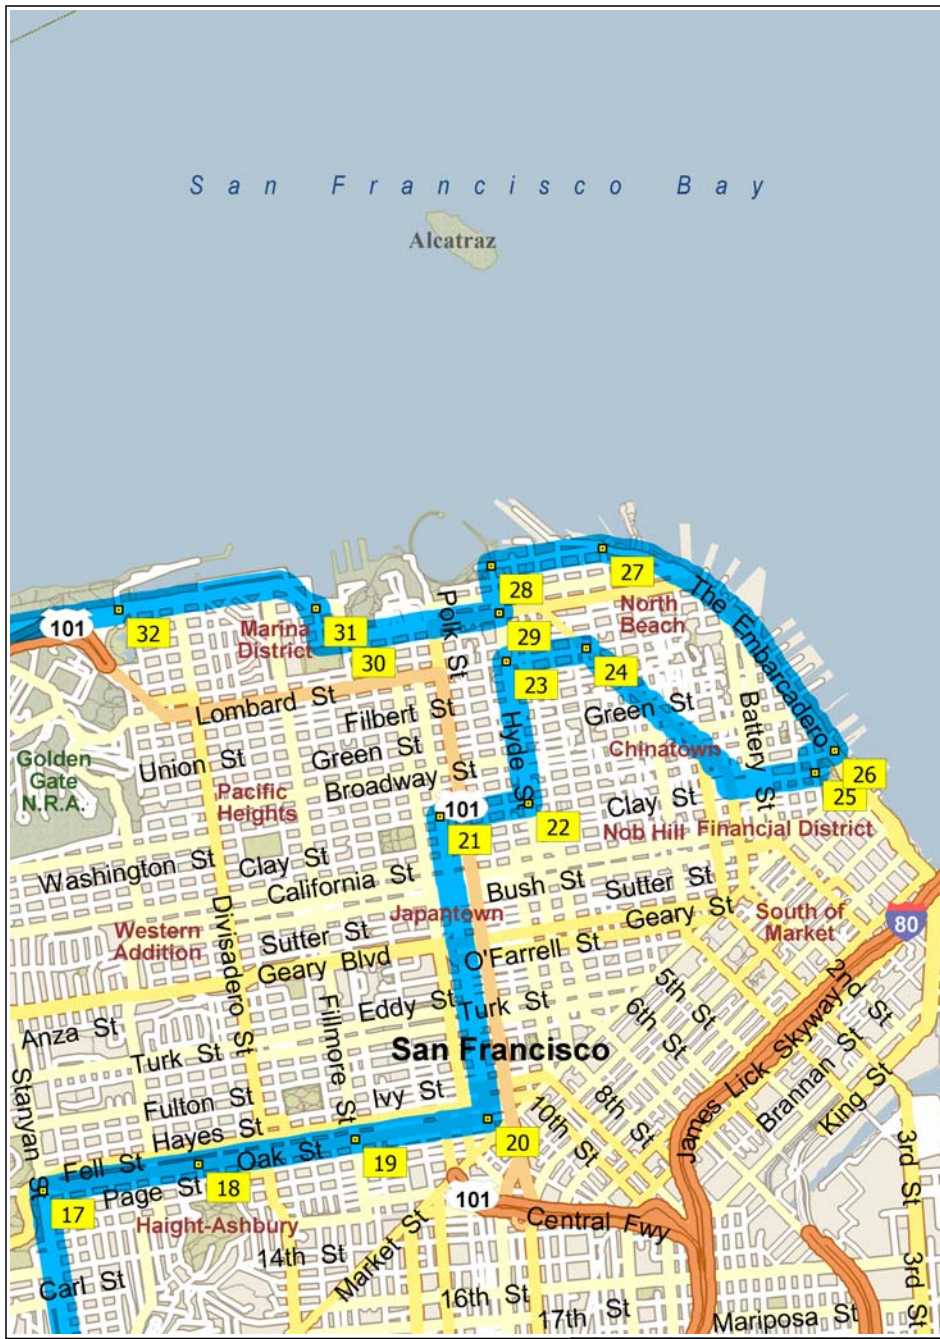 San Francisco Bay
Alcatraz
28
27
The Embarcadero
North
Beach
32
101
Marina
District
31
30
Polk St
29
24
23
Lombard St
Filbert St
Green St
Hyde St
Battery St
Golden
Gate
N.R.A.
Union St
Green St
Chinatown
Pacific
Heights
Broadway St
26
25
101
22
21
Clay St
Nob Hill
Financial District
Washington St
Clay St
California St
Bush St
Sutter St
Japantown
Geary St
South of
Market
80
Western
Addition
Divisadero St
Sutter St
Geary Blvd
O'Farrell St
5th St
2nd St
Anza St
Fillmore St
Eddy St
Turk St
6th St
Turk St
San Francisco
James Lick Skyway
Brannan St
King St
Stanyan St
Fulton St
Ivy St
8th St
10th St
Hayes St
20
Fell St
Oak St
19
3rd St
17
Page St
18
101
Haight-Ashbury
Central Fwy
Market St
14th St
Carl St
16th St
17th St
Mariposa St
3rd St